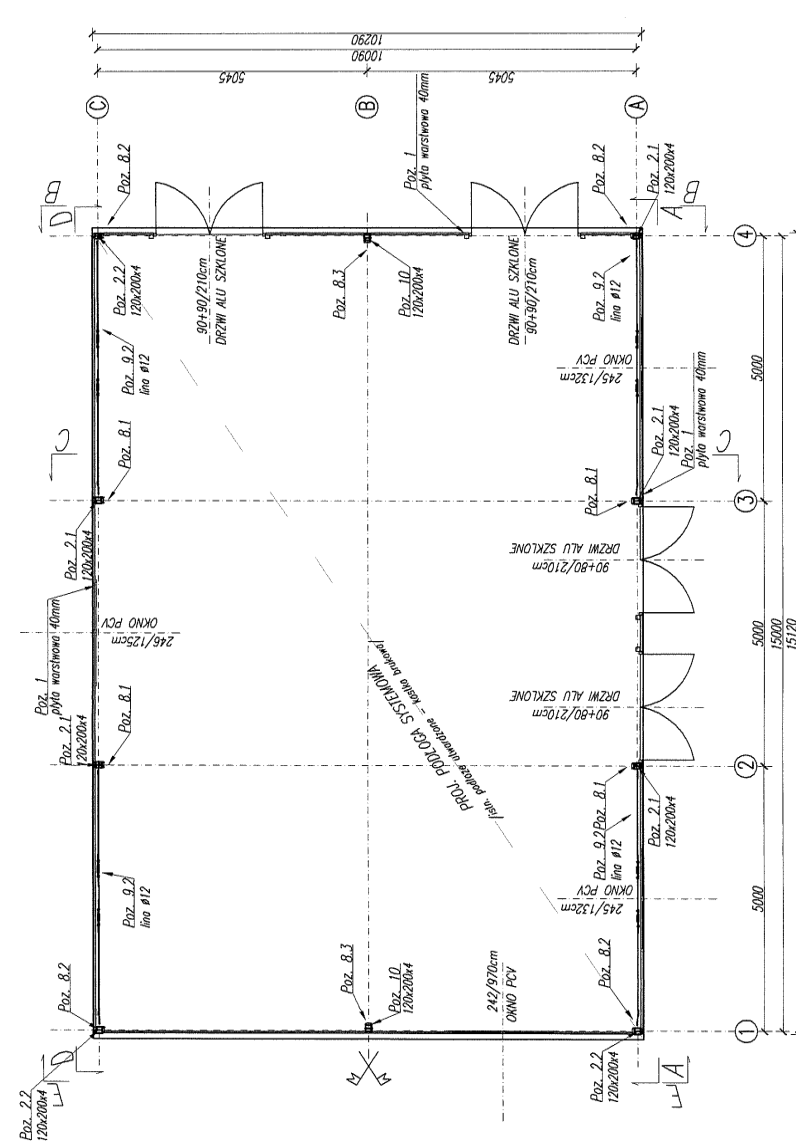 10290
10090
5045
5045
C
B
A
Poz. 8.2
B
D
Poz. 1
płyta warstwowa 40mm
Poz. 8.2
Poz. 2.1
120x200x4
A
B
4
Poz. 2.2
120x200x4
90+90/210cm
DRZWI ALU SZKLONE
Poz. 8.3
Poz. 10
120x200x4
90+90/210cm
DRZWI ALU SZKLONE
Poz. 9.2
lina ø12
Poz. 9.2
lina ø12
OKNO PCV
245/132cm
5000
C
Poz. 8.1
Poz. 2.1
120x200x4
Poz. 1
płyta warstwowa 40mm
C
Poz. 8.1
3
Poz. 2.1
120x200x4
Poz. 1
płyta warstwowa 40mm
OKNO PCV
246/125cm
DRZWI ALU SZKLONE
90+80/210cm
5000
15000
15120
PROJ. PODŁOGA SYSTEMOWA
/istn. podłoże utwardzone - kostka brukowa/
DRZWI ALU SZKLONE
90+80/210cm
Poz. 2.1
120x200x4
Poz. 8.1
2
Poz. 8.1
Poz. 9.2
lina ø12
Poz. 2.1
120x200x4
Poz. 9.2
lina ø12
OKNO PCV
245/132cm
5000
Poz. 8.2
Poz. 8.3
Poz. 10
120x200x4
242/970cm
OKNO PCV
Poz. 8.2
1
D
E
Poz. 2.2
120x200x4
M
M
Poz. 2.2
120x200x4
E
A